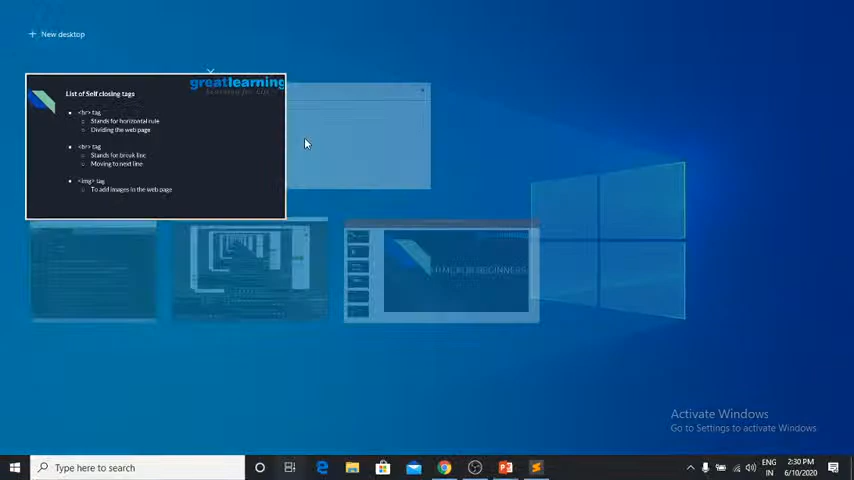 New desktop
greatlearning
Learning for Life
List of Self closing tags
<hr> tag
Stands for horizontal rule
Dividing the web page
<br> tag
Stands for break line
Moving to next line
<img> tag
To add images in the web page
HTML FOR BEGINNERS
Activate Windows
Go to Settings to activate Windows.
Type here to search
ENG
IN
2:30 PM
6/10/2020